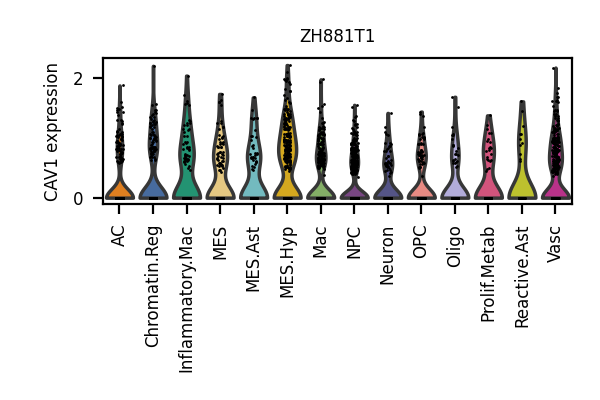 ZH881T1
CAV1 expression
2
0
AC
Chromatin.Reg
Inflammatory.Mac
MES
MES.Ast
MES.Hyp
Mac
NPC
Neuron
OPC
Oligo
Prolif.Metab
Reactive.Ast
Vasc